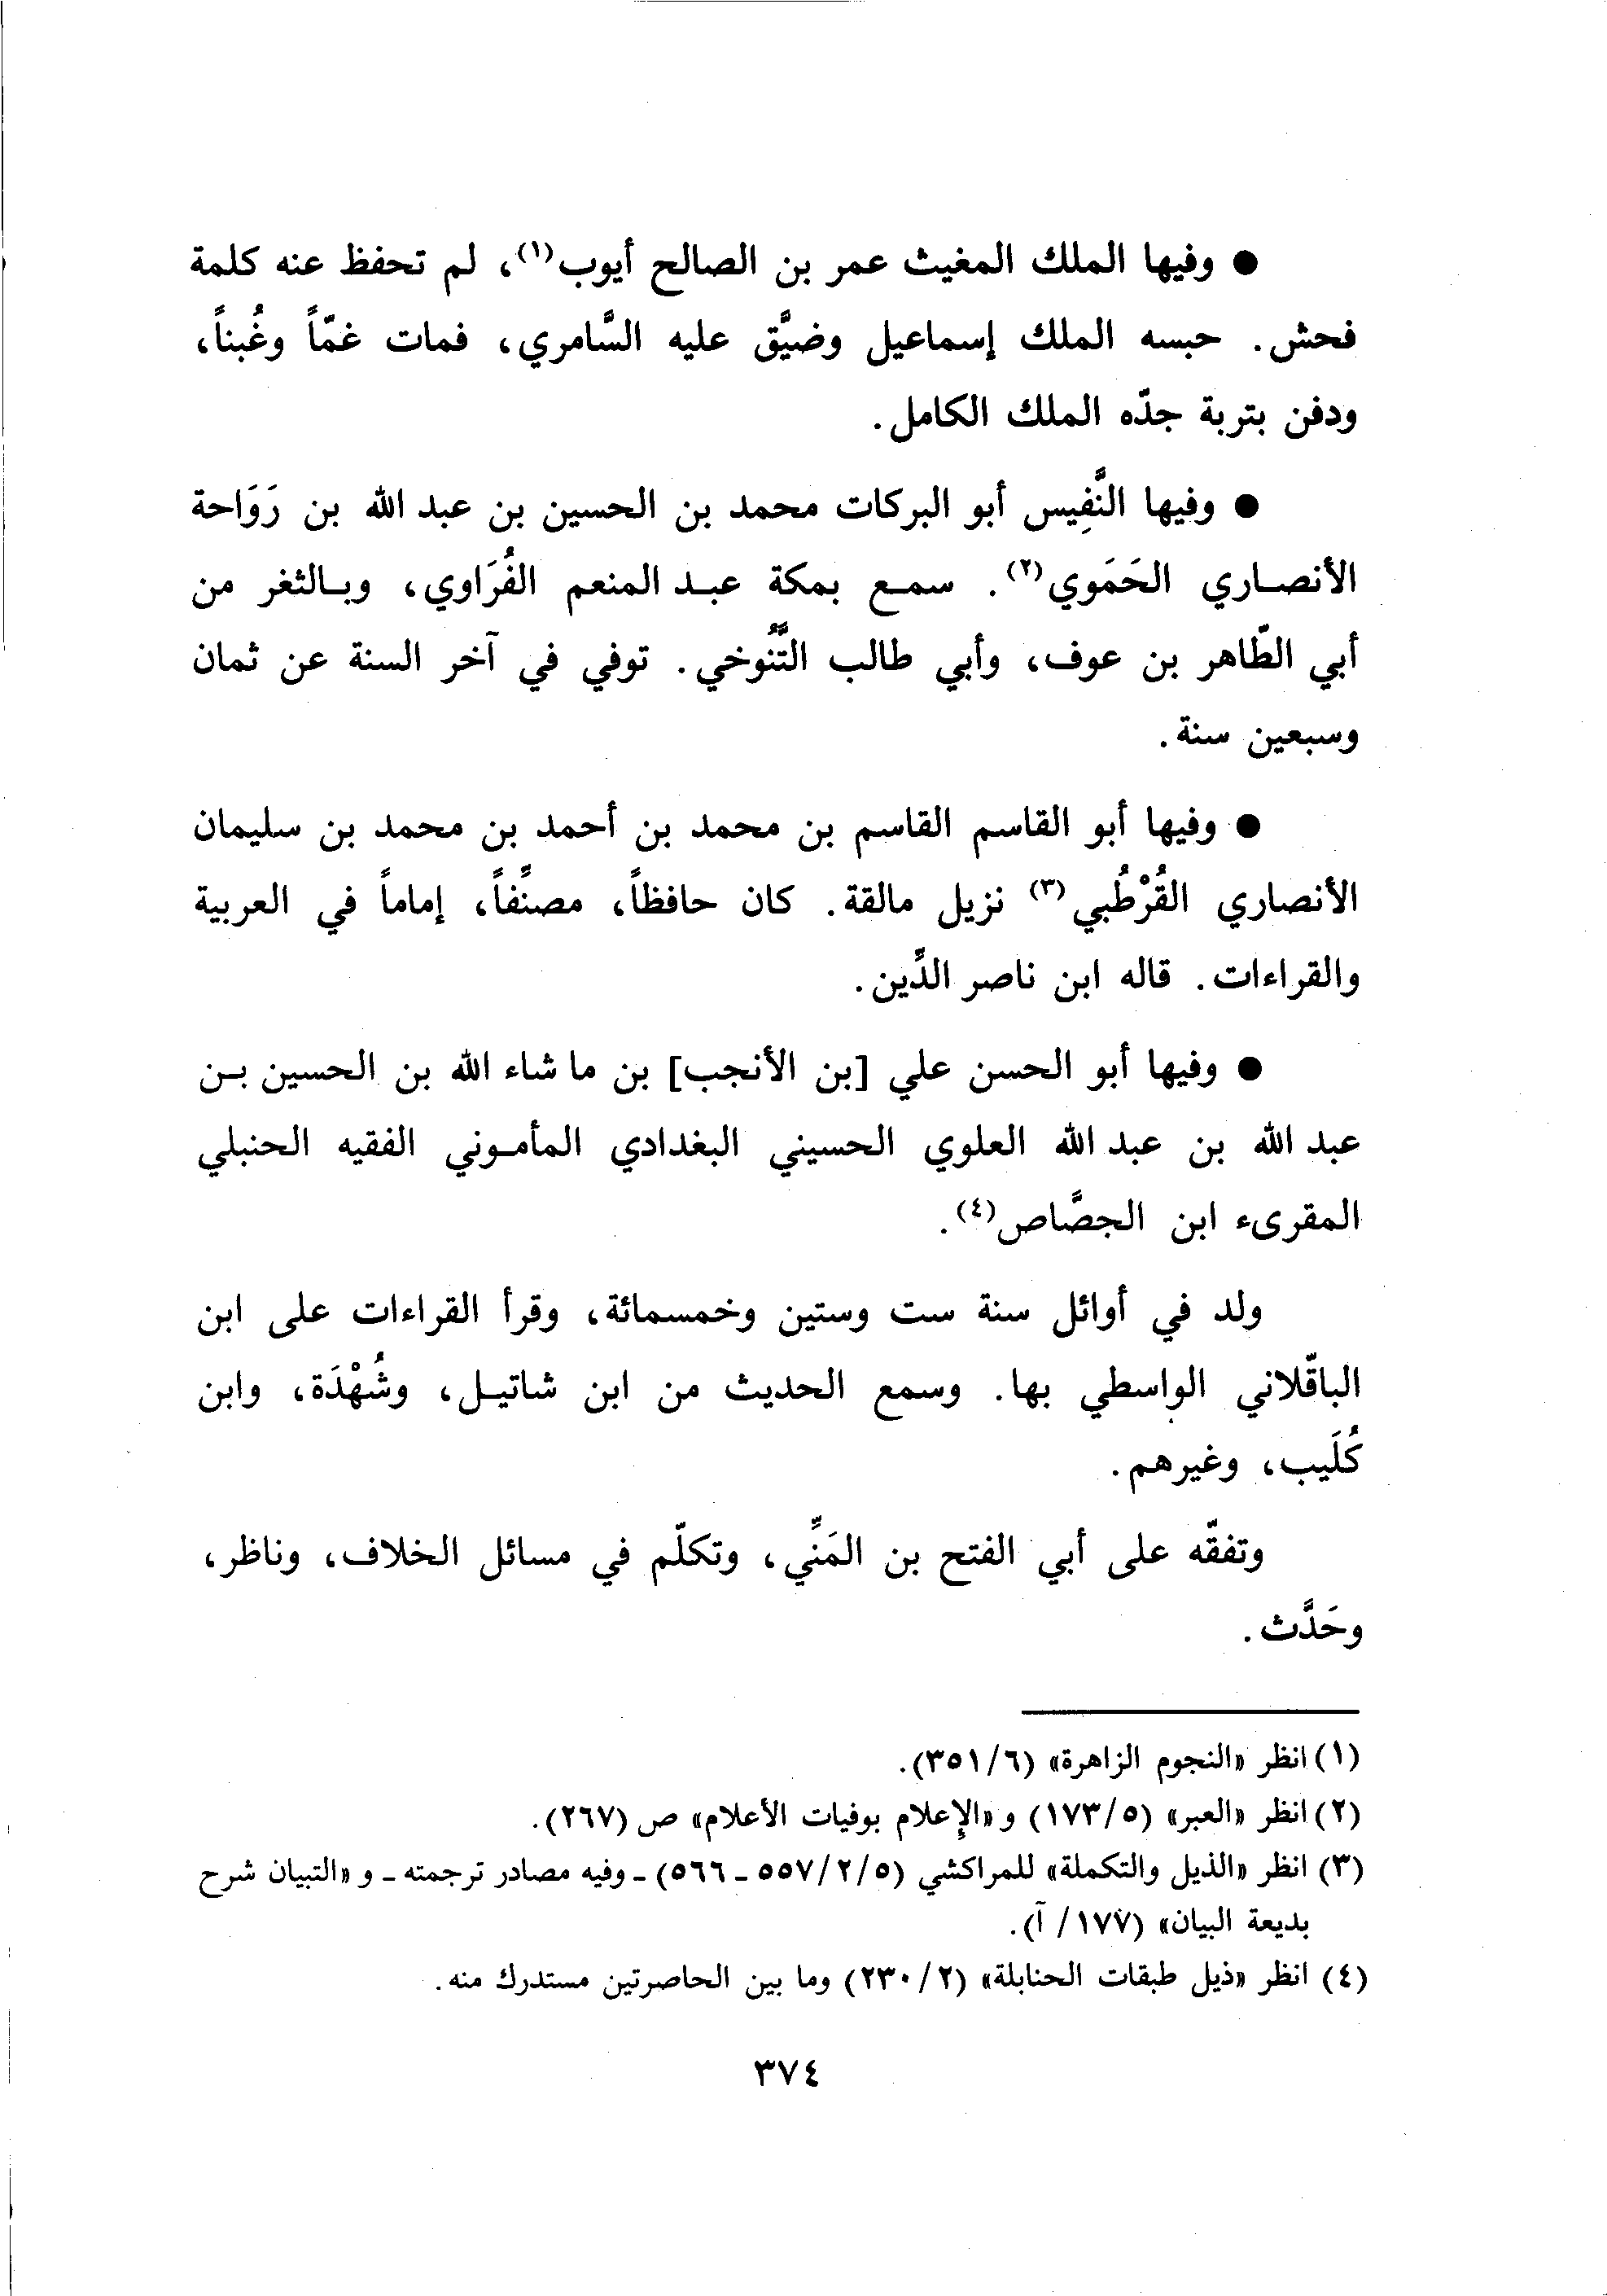 ● وفيها الملك المغيث عمر بن الصالح أيوب(١)، لم تحفظ عنه كلمة
فحش. حبسه الملك إسماعيل وضيَّق عليه السَّامري، فمات غمّاً وغُبناً،
ودفن بتربة جدّه الملك الكامل.
● وفيها النَّفِيس أبو البركات محمد بن الحسين بن عبد الله بن رَوَاحة
الأنصاري الحَمَوي(٢). سمع بمكة عبد المنعم الفُرَاوي، وبالثغر من
أبي الطّاهر بن عوف، وأبي طالب التَّنُوخي. توفي في آخر السنة عن ثمان
وسبعين سنة.
● وفيها أبو القاسم القاسم بن محمد بن أحمد بن محمد بن سليمان
الأنصاري القُرْطُبي(٣) نزيل مالقة. كان حافظاً، مصنِّفاً، إماماً في العربية
والقراءات. قاله ابن ناصر الدِّين.
● وفيها أبو الحسن علي [بن الأنجب] بن ما شاء الله بن الحسين بن
عبد الله بن عبد الله العلوي الحسيني البغدادي المأموني الفقيه الحنبلي
المقرىء ابن الجصَّاص(٤).
ولد في أوائل سنة ست وستين وخمسمائة، وقرأ القراءات على ابن
الباقّلاني الواسطي بها. وسمع الحديث من ابن شاتيل، وشُهْدَة، وابن
كُلَيب، وغيرهم.
وتفقّه على أبي الفتح بن المَنِّي، وتكلّم في مسائل الخلاف، وناظر،
وحَدَّث.
(١) انظر «النجوم الزاهرة» (٦/٣٥١).
(٢) انظر «العبر» (٥/١٧٣) و«الإعلام بوفيات الأعلام» ص (٢٦٧).
(٣) انظر «الذيل والتكملة» للمراكشي (٥/٢/٥٥٧ - ٥٦٦) - وفيه مصادر ترجمته - و«التبيان شرح
بديعة البيان» (١٧٧/ آ).
(٤) انظر «ذيل طبقات الحنابلة» (٢/٢٣٠) وما بين الحاصرتين مستدرك منه.
٣٧٤